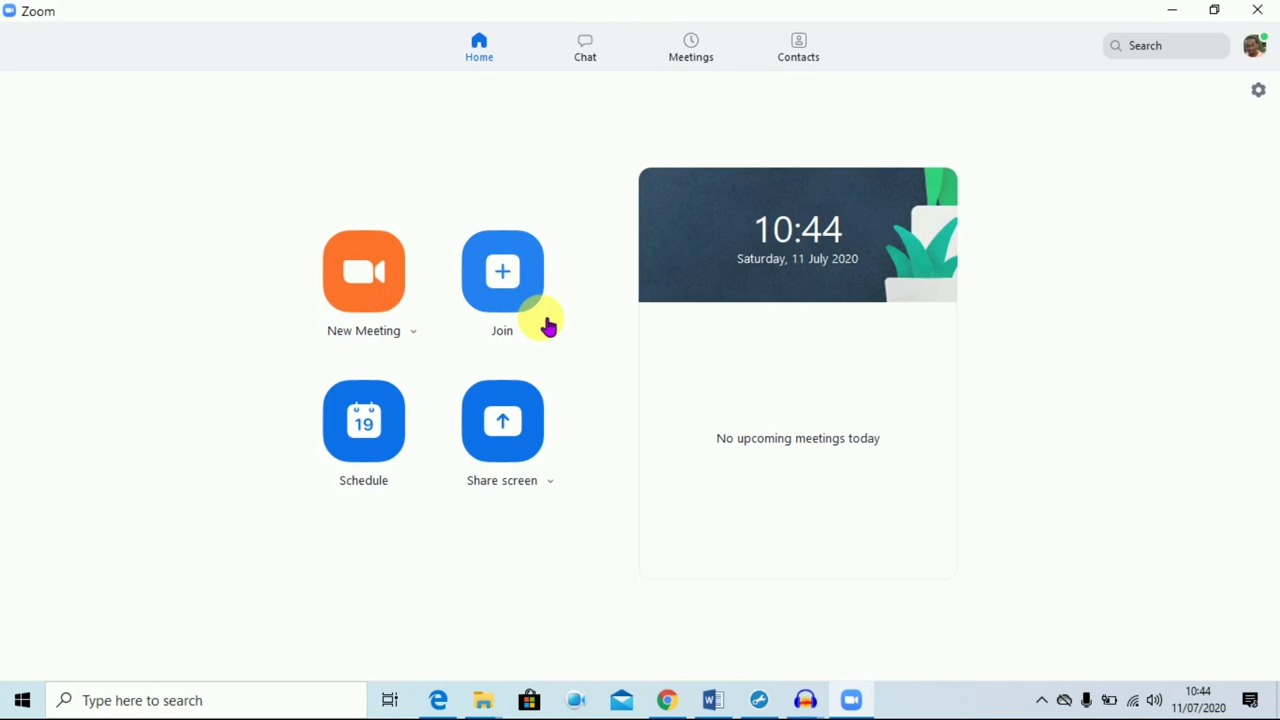 Zoom
Home
Chat
Meetings
Contacts
Search
10:44
Saturday, 11 July 2020
New Meeting
Join
No upcoming meetings today
19
Schedule
Share screen
Type here to search
10:44
11/07/2020